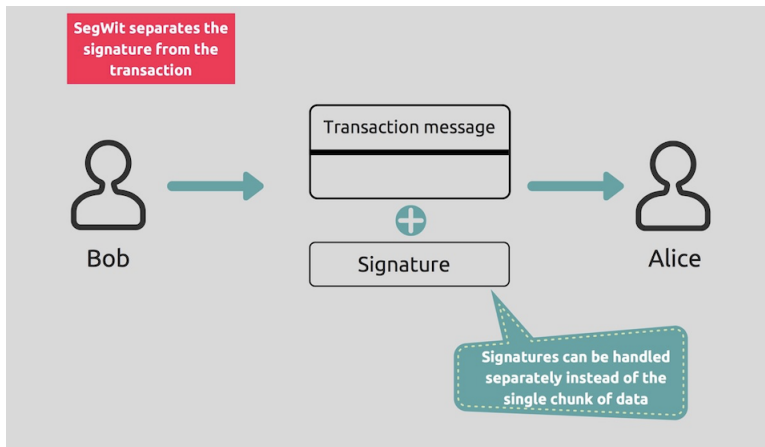 SegWit separates the
signature from the
transaction
Transaction message
Bob
Signature
Alice
Signatures can be handled
separately instead of the
single chunk of data